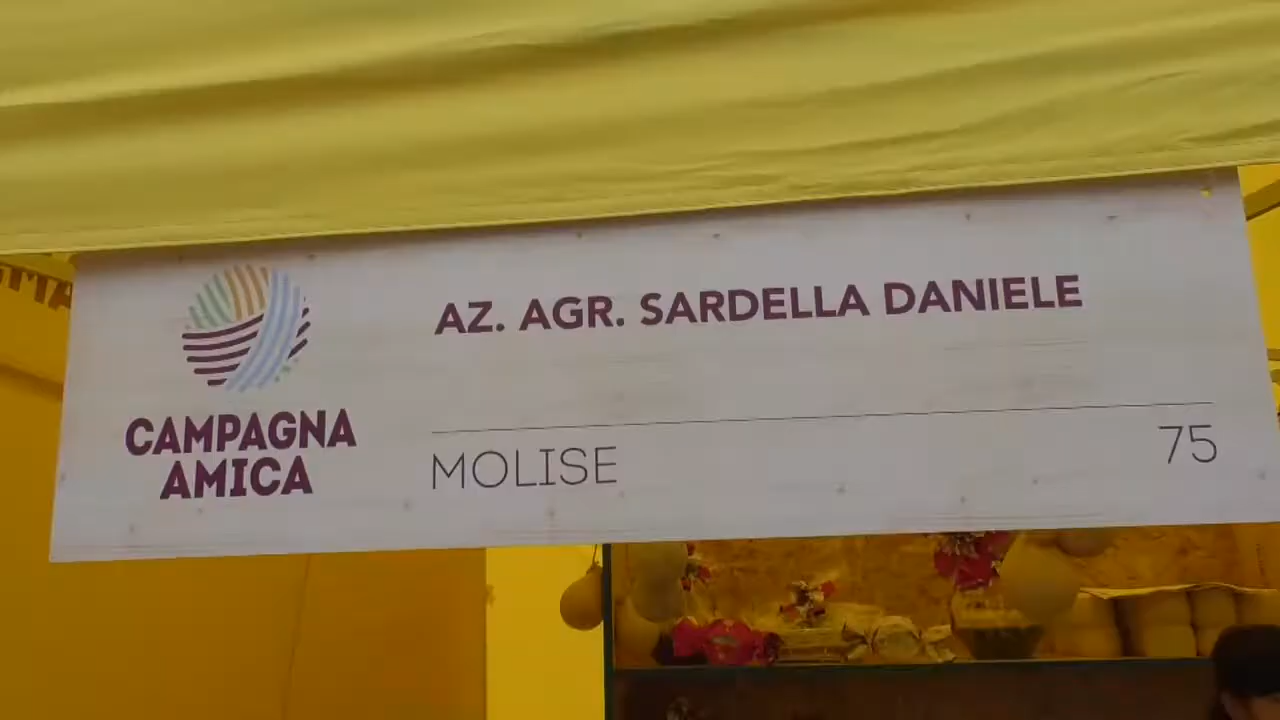 AZ. AGR. SARDELLA DANIELE
CAMPAGNA
AMICA
MOLISE
75